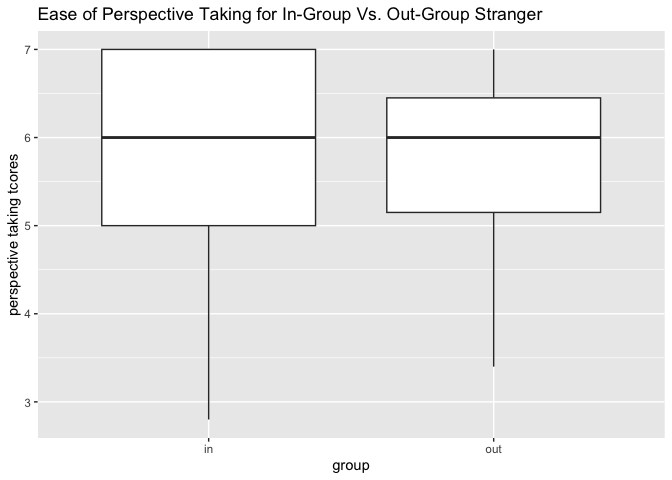 Ease of Perspective Taking for In-Group Vs. Out-Group Stranger
perspective taking tcores
7
6
5
4
3
in out
group